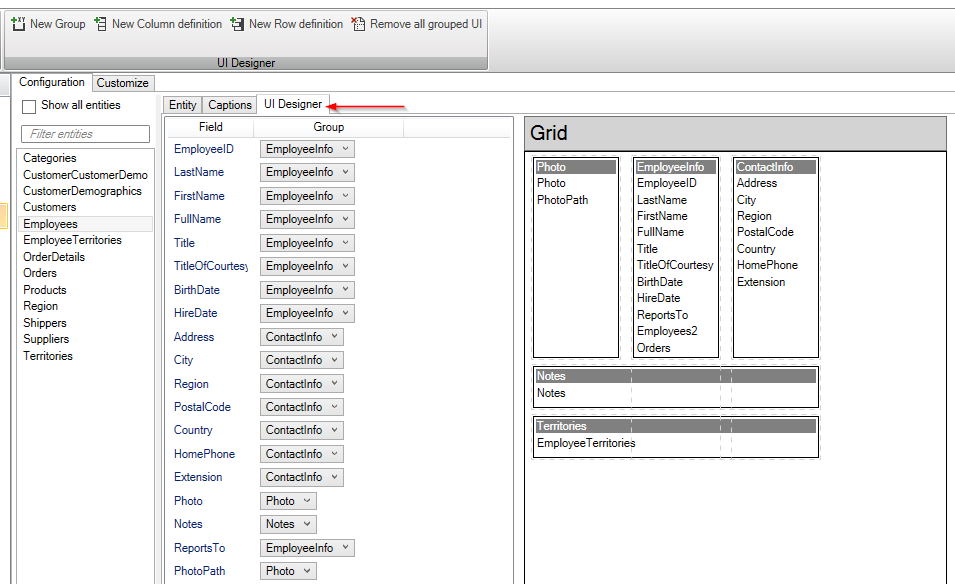 New Group New Column definition New Row definition Remove all grouped UI
UI Designer
Configuration Customize
Show all entities
Filter entities
Categories
CustomerCustomerDemo
CustomerDemographics
Customers
Employees
EmployeeTerritories
OrderDetails
Orders
Products
Region
Shippers
Suppliers
Territories
Entity Captions UI Designer
Field Group
EmployeeID EmployeeInfo
LastName EmployeeInfo
FirstName EmployeeInfo
FullName EmployeeInfo
Title EmployeeInfo
TitleOfCourtesy EmployeeInfo
BirthDate EmployeeInfo
HireDate EmployeeInfo
Address ContactInfo
City ContactInfo
Region ContactInfo
PostalCode ContactInfo
Country ContactInfo
HomePhone ContactInfo
Extension ContactInfo
Photo Photo
Notes Notes
ReportsTo EmployeeInfo
PhotoPath Photo
Grid
Photo
Photo
PhotoPath
EmployeeInfo
EmployeeID
LastName
FirstName
FullName
Title
TitleOfCourtesy
BirthDate
HireDate
ReportsTo
Employees2
Orders
ContactInfo
Address
City
Region
PostalCode
Country
HomePhone
Extension
Notes
Notes
Territories
EmployeeTerritories